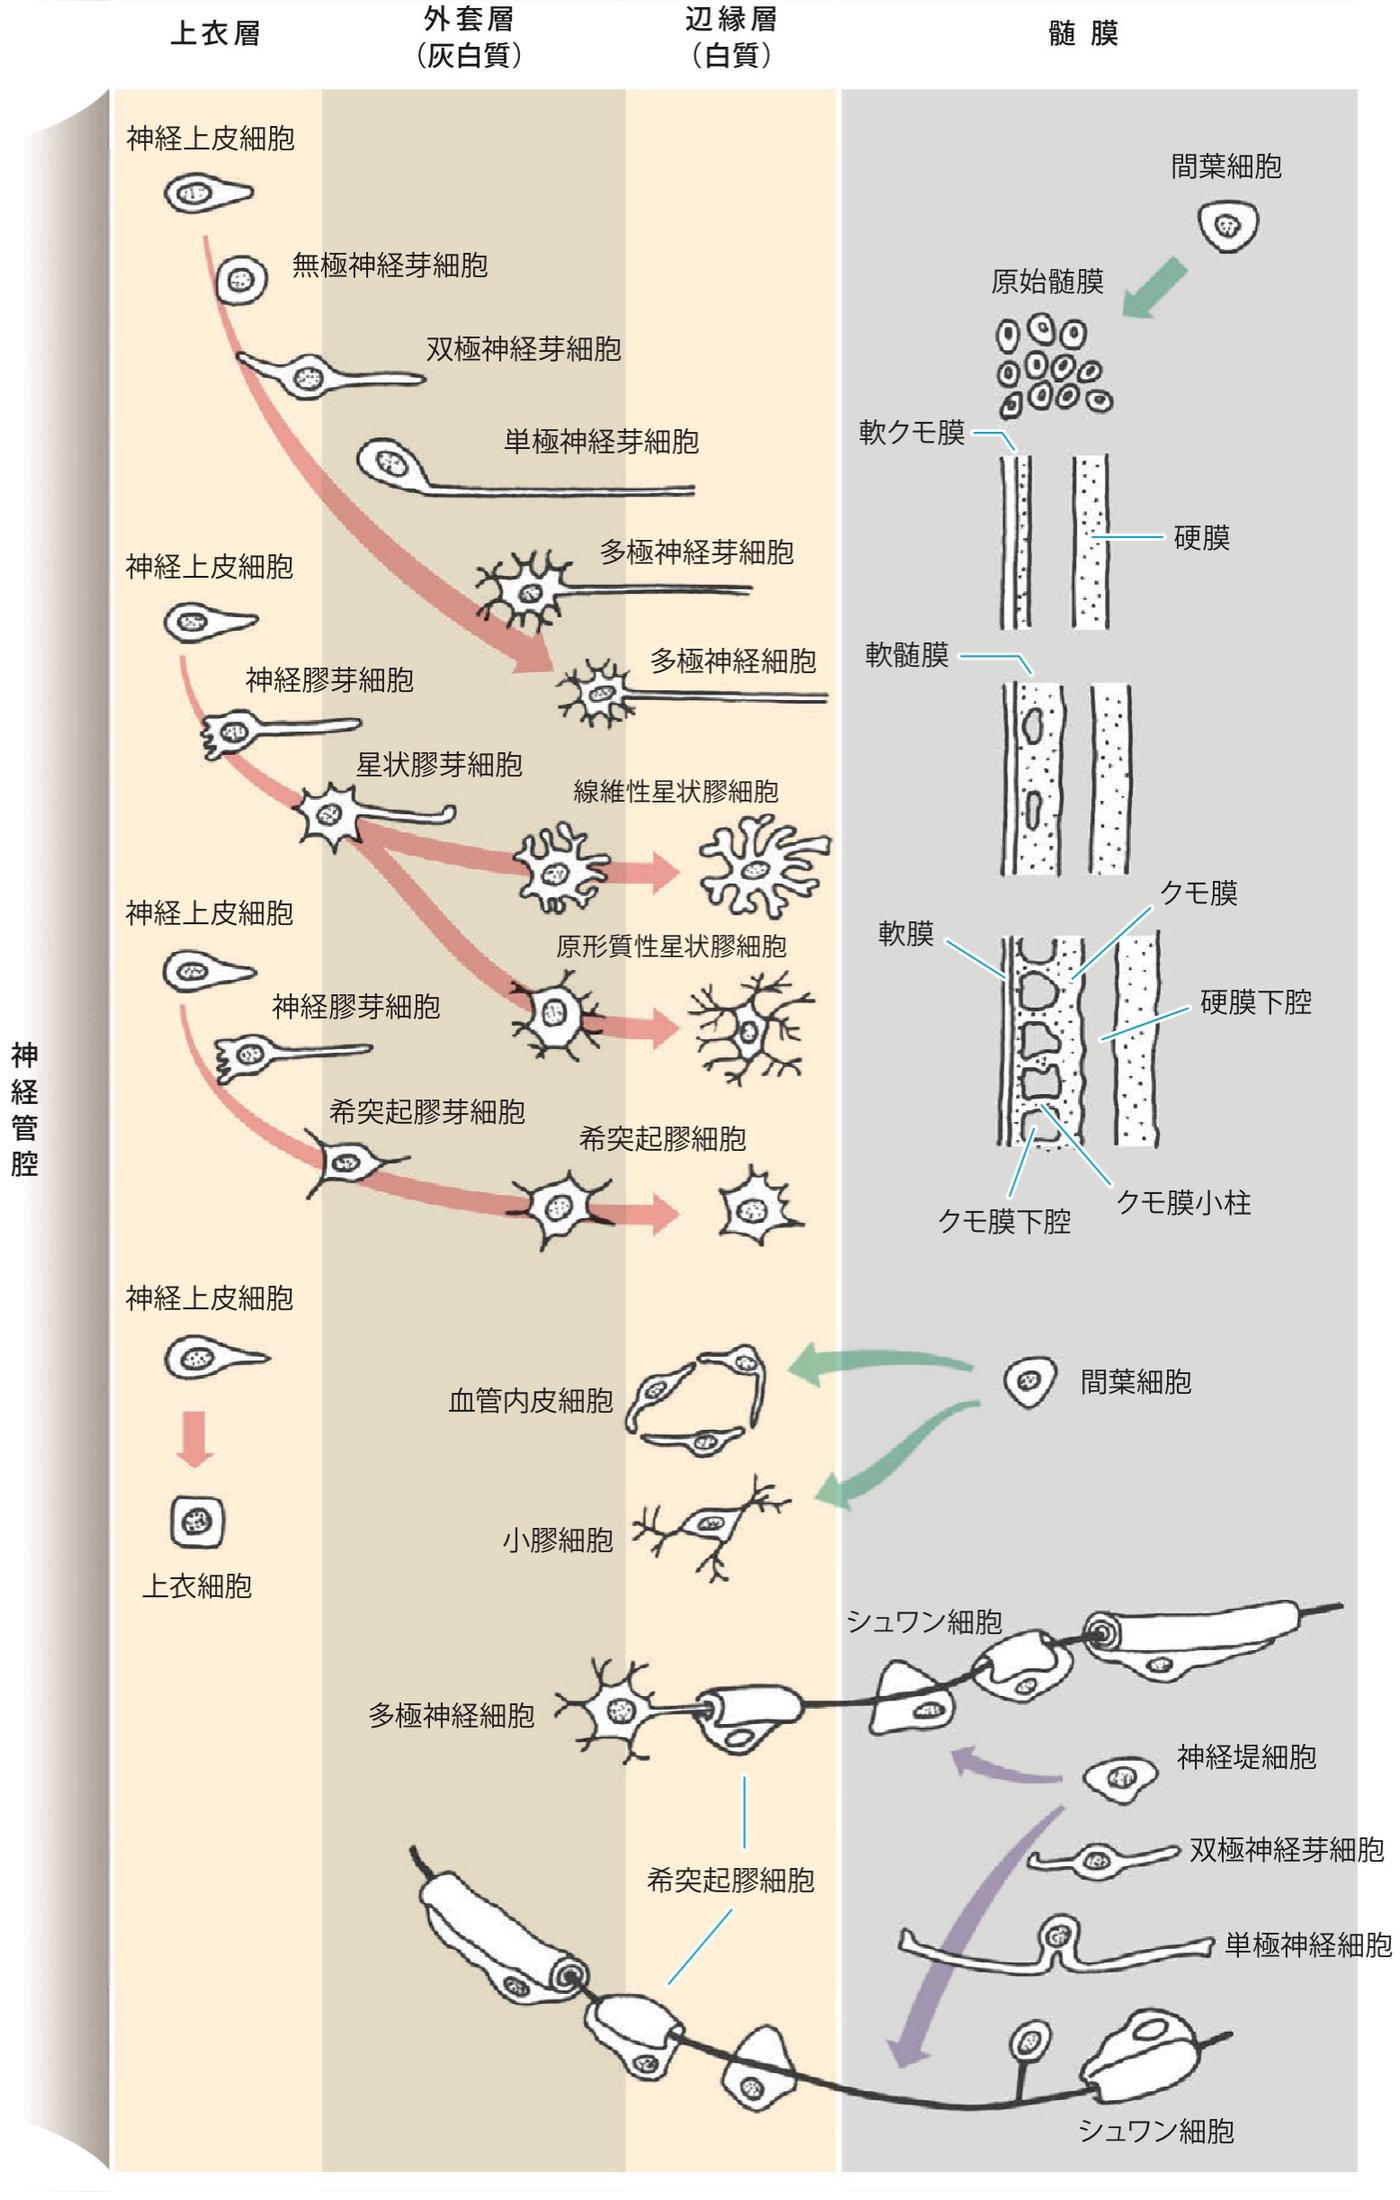 上衣層
外套層
(灰白質)
辺縁層
(白質)
髄 膜
神経上皮細胞
間葉細胞
無極神経芽細胞
原始髄膜
双極神経芽細胞
単極神経芽細胞
軟クモ膜
硬膜
多極神経芽細胞
神経上皮細胞
多極神経細胞
軟髄膜
神経膠芽細胞
星状膠芽細胞
線維性星状膠細胞
クモ膜
神経上皮細胞
軟膜
原形質性星状膠細胞
神経膠芽細胞
硬膜下腔
神経管腔
希突起膠芽細胞
希突起膠細胞
クモ膜小柱
クモ膜下腔
神経上皮細胞
間葉細胞
血管内皮細胞
小膠細胞
上衣細胞
シュワン細胞
多極神経細胞
神経堤細胞
双極神経芽細胞
希突起膠細胞
単極神経細胞
シュワン細胞